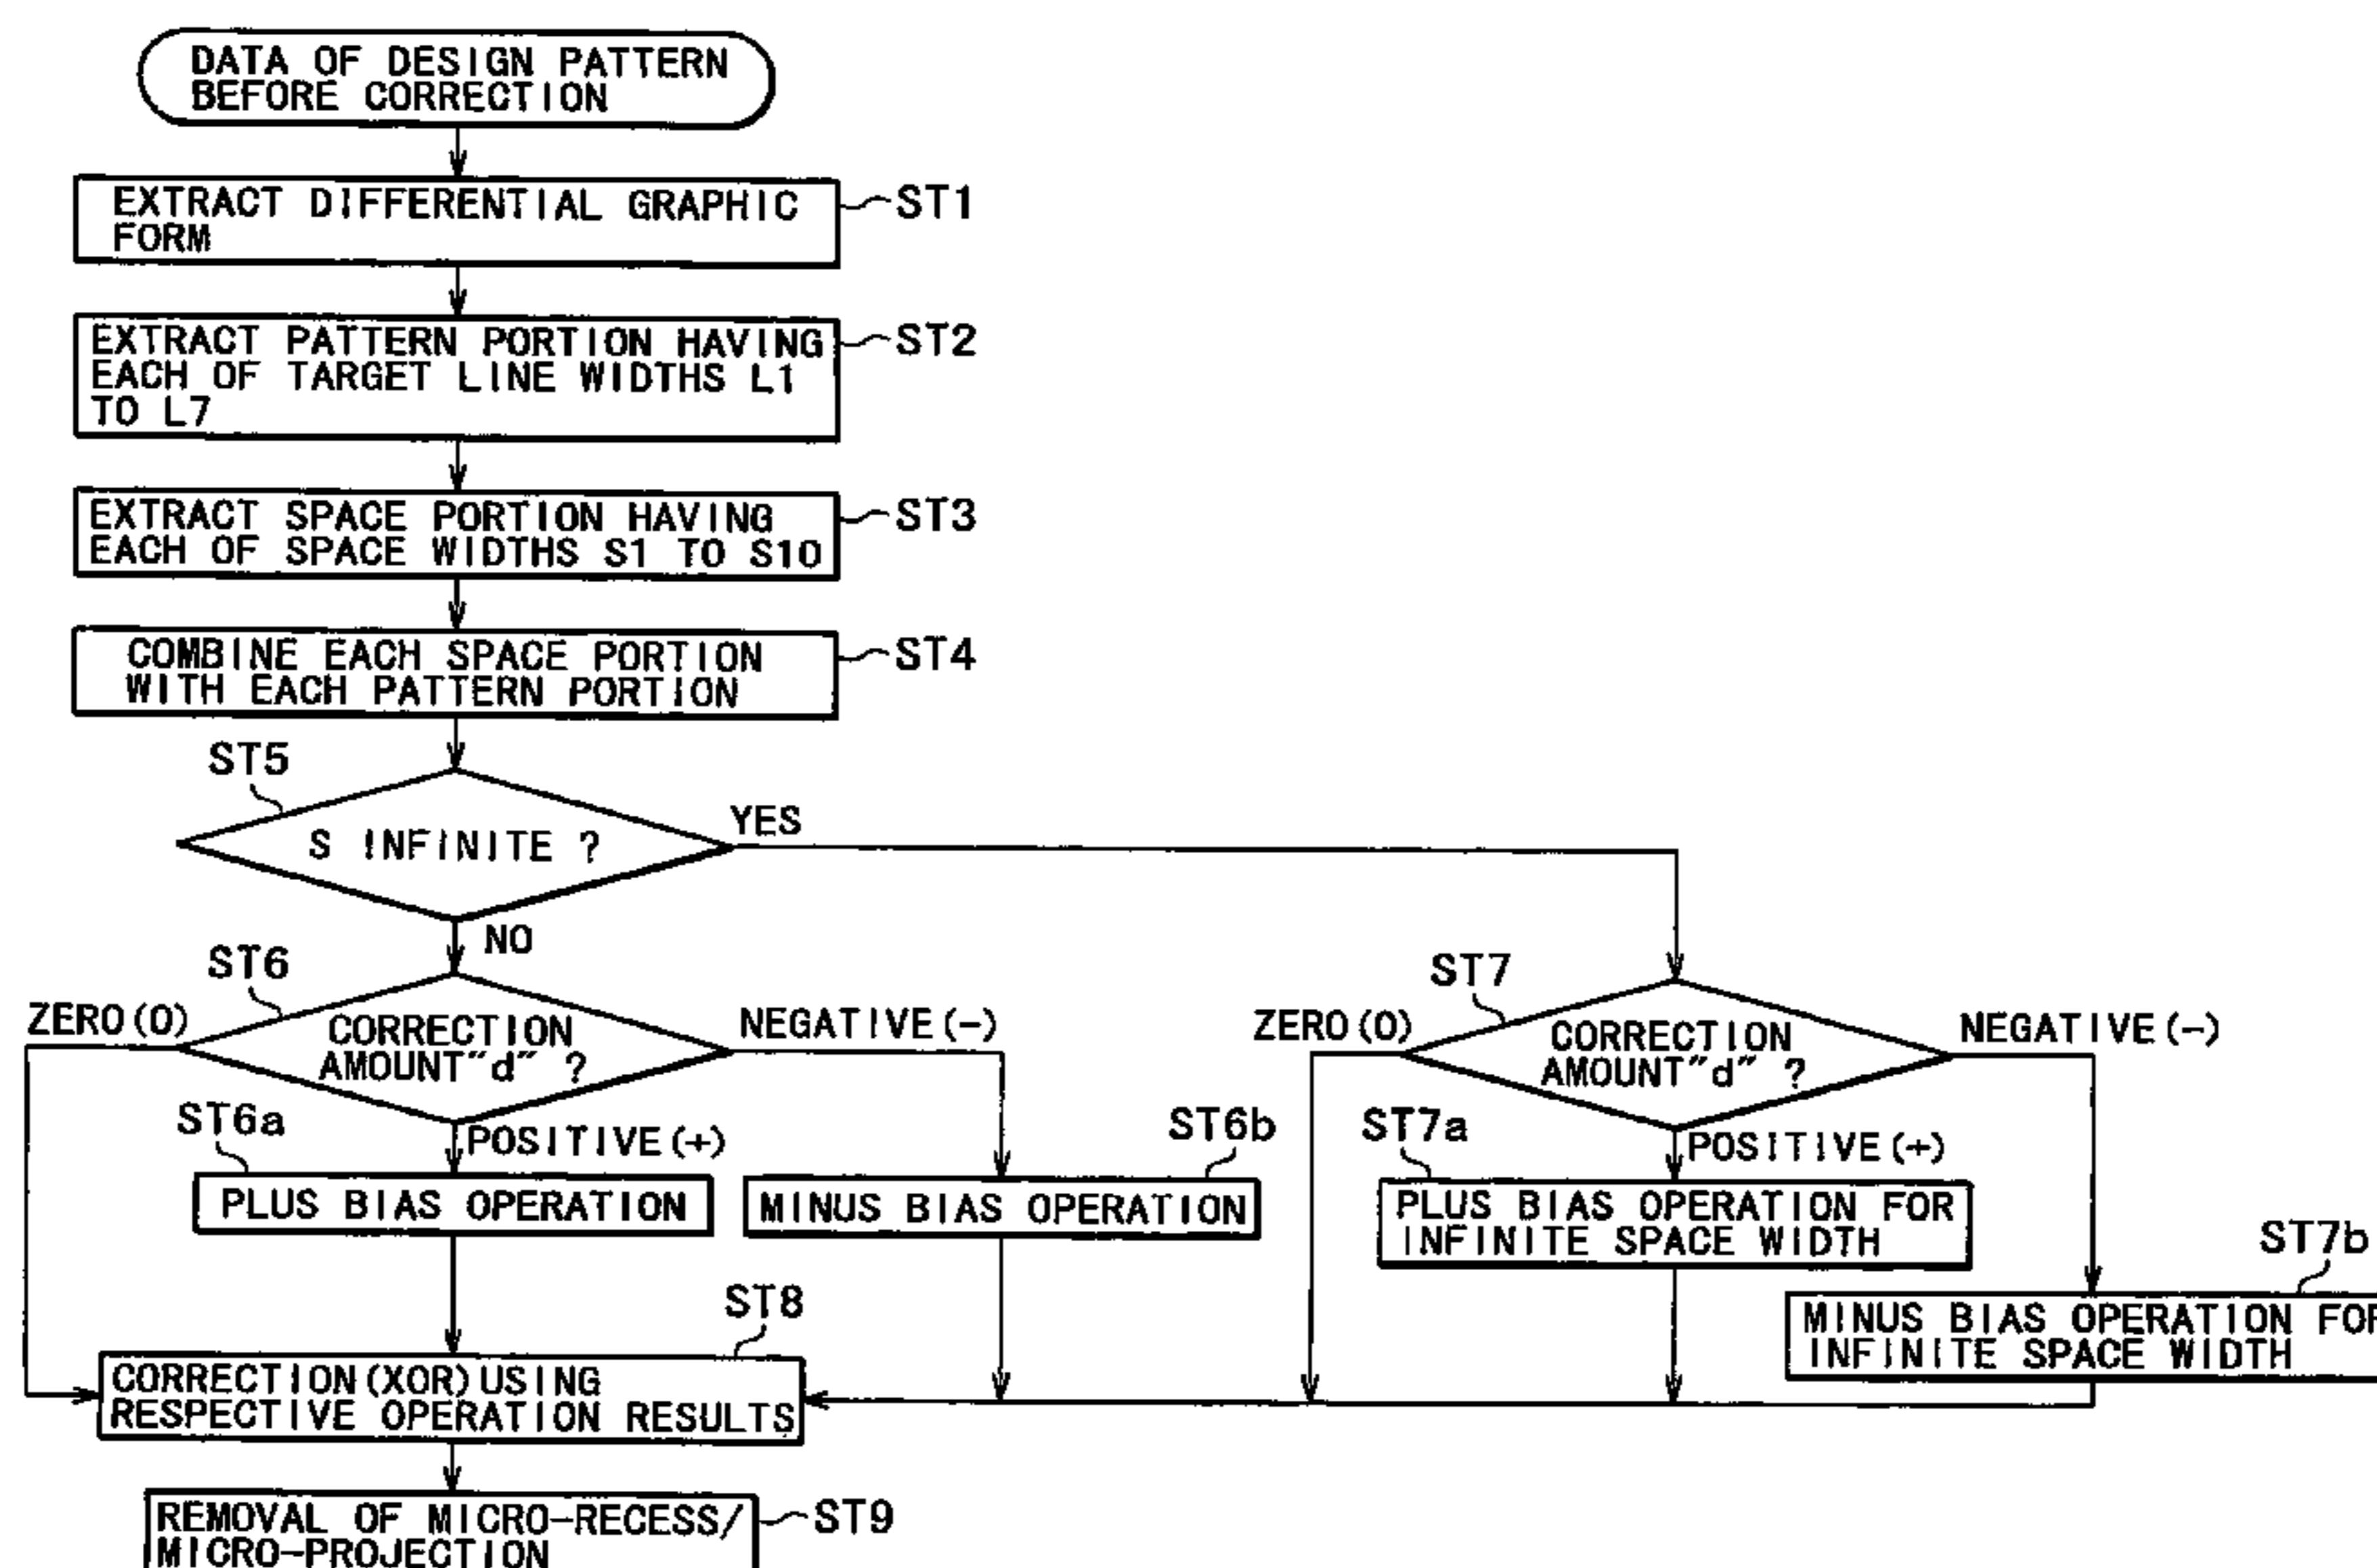 DATA OF DESIGN PATTERN
BEFORE CORRECTION
EXTRACT DIFFERENTIAL GRAPHIC
FORM
ST1
EXTRACT PATTERN PORTION HAVING
EACH OF TARGET LINE WIDTHS L1
TO L7
ST2
EXTRACT SPACE PORTION HAVING
EACH OF SPACE WIDTHS S1 TO S10
ST3
COMBINE EACH SPACE PORTION
WITH EACH PATTERN PORTION
ST4
ST5
S INFINITE ?
YES
NO
ST6
ZERO(0)
CORRECTION
AMOUNT"d" ?
NEGATIVE(-)
POSITIVE(+)
ST7
ZERO(0)
CORRECTION
AMOUNT"d" ?
NEGATIVE(-)
POSITIVE(+)
ST6a
PLUS BIAS OPERATION
ST6b
MINUS BIAS OPERATION
ST7a
PLUS BIAS OPERATION FOR
INFINITE SPACE WIDTH
ST7b
MINUS BIAS OPERATION FOR
INFINITE SPACE WIDTH
ST8
CORRECTION(XOR)USING
RESPECTIVE OPERATION RESULTS
REMOVAL OF MICRO-RECESS/
MICRO-PROJECTION
ST9